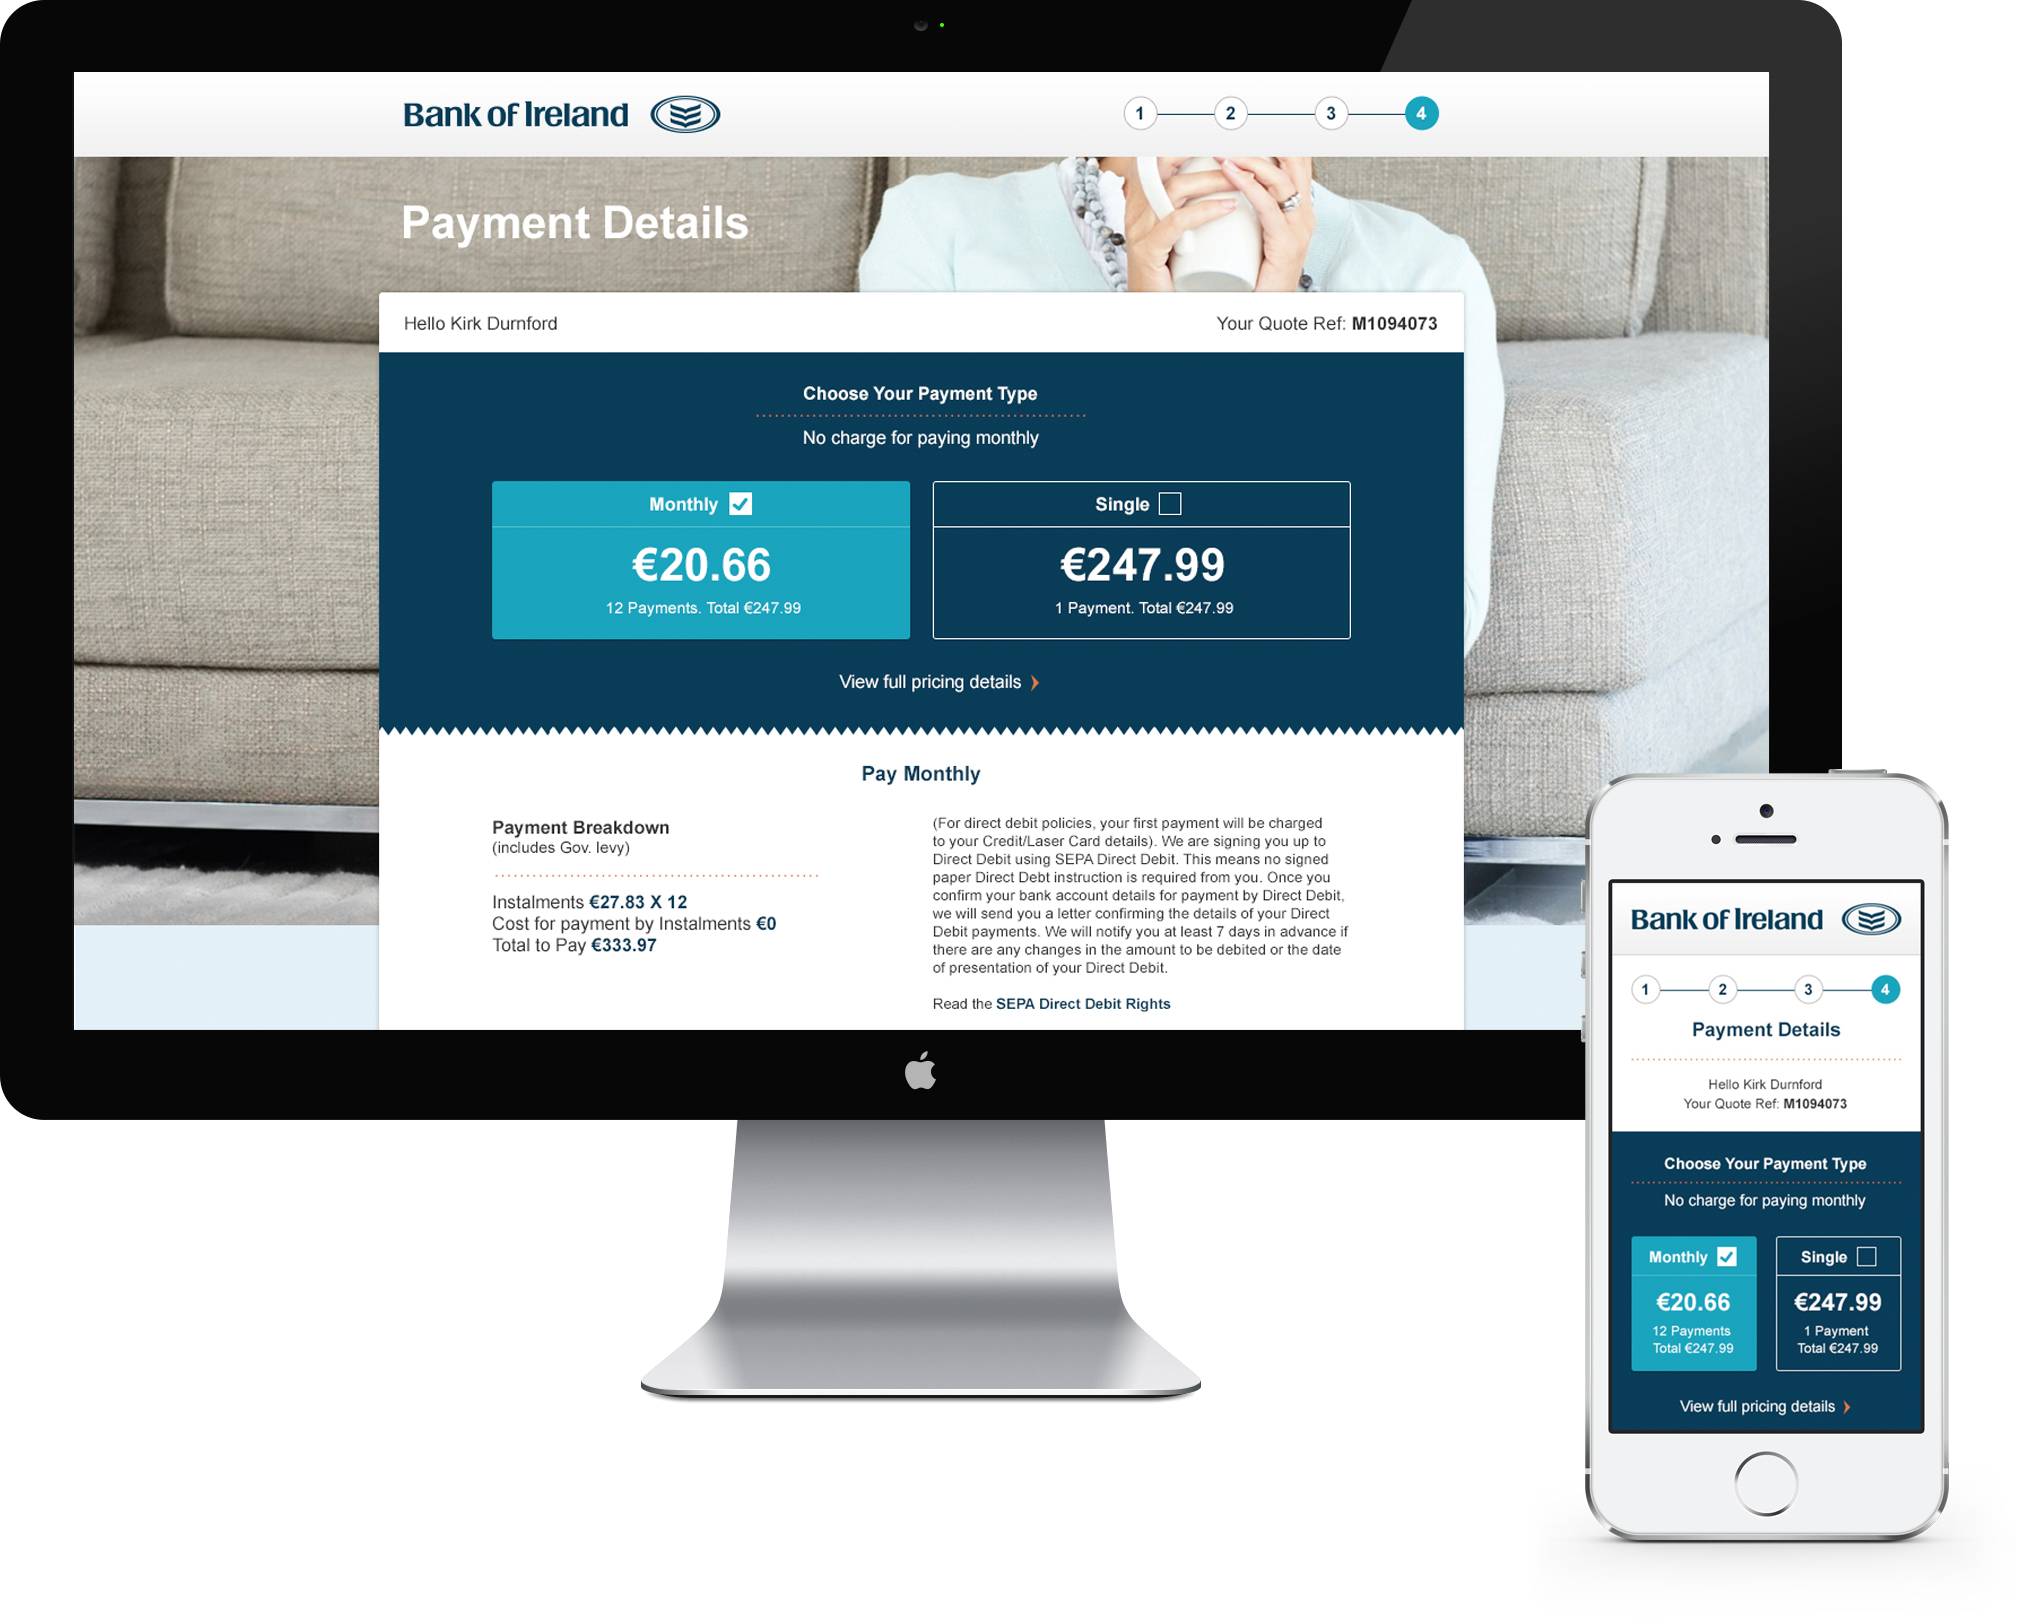 Bank of Ireland
1 2 3 4
Payment Details
Hello Kirk Durnford
Your Quote Ref: M1094073
Choose Your Payment Type
No charge for paying monthly
Monthly
€20.66
12 Payments. Total €247.99
Single
€247.99
1 Payment. Total €247.99
View full pricing details
Pay Monthly
Payment Breakdown
(includes Gov. levy)
Instalments €27.83 X 12
Cost for payment by Instalments €0
Total to Pay €333.97
(For direct debit policies, your first payment will be charged
to your Credit/Laser Card details). We are signing you up to
Direct Debit using SEPA Direct Debit. This means no signed
paper Direct Debt instruction is required from you. Once you
confirm your bank account details for payment by Direct Debit,
we will send you a letter confirming the details of your Direct
Debit payments. We will notify you at least 7 days in advance if
there are any changes in the amount to be debited or the date
of presentation of your Direct Debit.
Read the SEPA Direct Debit Rights
Bank of Ireland
1 2 3 4
Payment Details
Hello Kirk Durnford
Your Quote Ref: M1094073
Choose Your Payment Type
No charge for paying monthly
Monthly
€20.66
12 Payments
Total €247.99
Single
€247.99
1 Payment
Total €247.99
View full pricing details